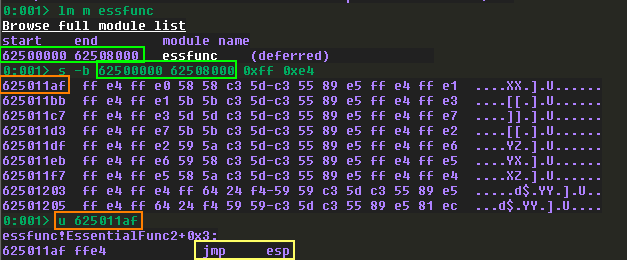 0:001> lm m essfunc
Browse full module list
start    end        module name
62500000 62508000   essfunc    (deferred)
0:001> s -b 62500000 62508000 0xff 0xe4
625011af  ff e4 ff e0 58 58 c3 5d-c3 55 89 e5 ff e4 ff e1  ....XX.].U......
625011bb  ff e4 ff e1 5b 5b c3 5d-c3 55 89 e5 ff e4 ff e3  ....[[.].U......
625011c7  ff e4 ff e3 5d 5d c3 5d-c3 55 89 e5 ff e4 ff e7  ....]].].U......
625011d3  ff e4 ff e7 5b 5b c3 5d-c3 55 89 e5 ff e4 ff e2  ....[[.].U......
625011df  ff e4 ff e2 59 5a c3 5d-c3 55 89 e5 ff e4 ff e6  ....YZ.].U......
625011eb  ff e4 ff e6 59 58 c3 5d-c3 55 89 e5 ff e4 ff e5  ....YX.].U......
625011f7  ff e4 ff e5 58 5a c3 5d-c3 55 89 e5 ff e4 ff e4  ....XZ.].U......
62501203  ff e4 ff e4 ff 64 24 f4-59 59 c3 5d c3 55 89 e5  .....d$.YY.].U..
62501205  ff e4 ff 64 24 f4 59 59-c3 5d c3 55 89 e5 81 ec  ...d$.YY.].U....
0:001> u 625011af
essfunc!EssentialFunc2+0x3:
625011af ffe4            jmp     esp